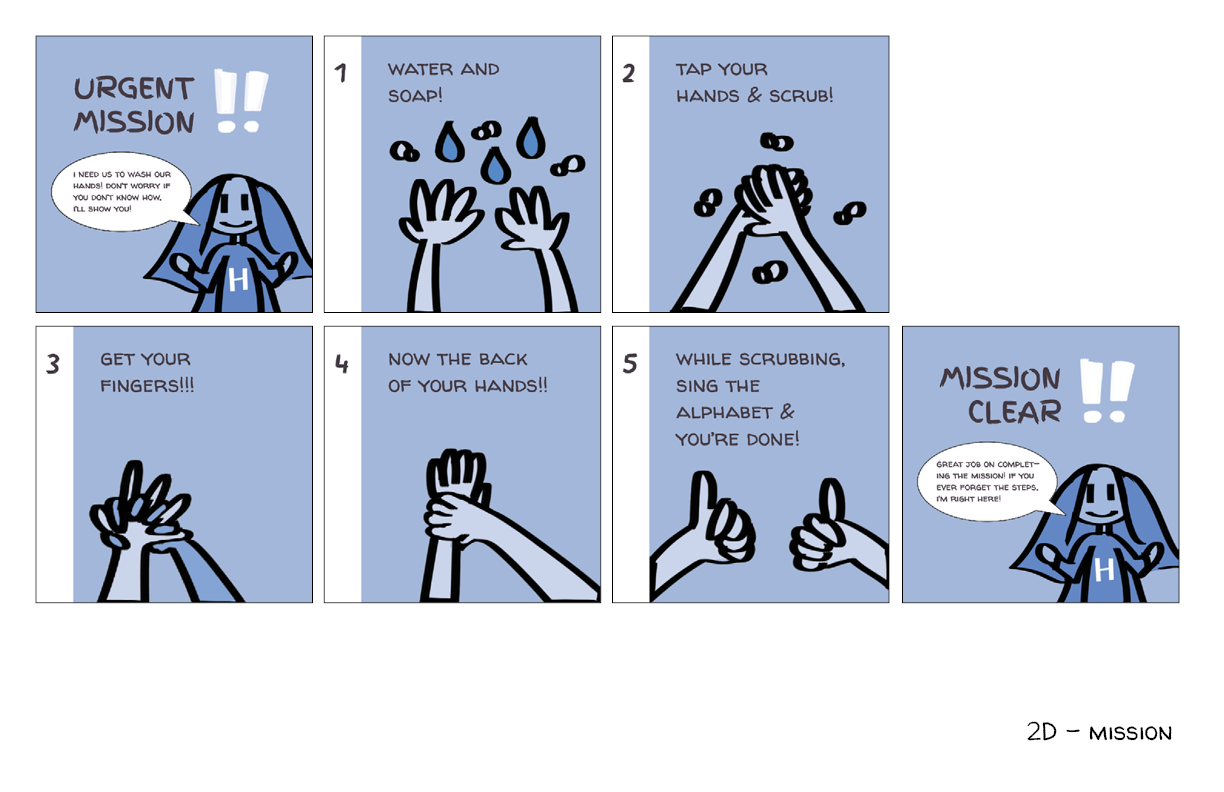 URGENT
MISSION
!!
I NEED US TO WASH OUR
HANDS! DON'T WORRY IF
YOU DON'T KNOW HOW,
I'LL SHOW YOU!
H
1
WATER AND
SOAP!
2
TAP YOUR
HANDS & SCRUB!
3
GET YOUR
FINGERS!!!
4
NOW THE BACK
OF YOUR HANDS!!
5
WHILE SCRUBBING,
SING THE
ALPHABET &
YOU'RE DONE!
MISSION
CLEAR
!!
GREAT JOB ON COMPLET-
ING THE MISSION! IF YOU
EVER FORGET THE STEPS,
I'M RIGHT HERE!
H
2D - MISSION